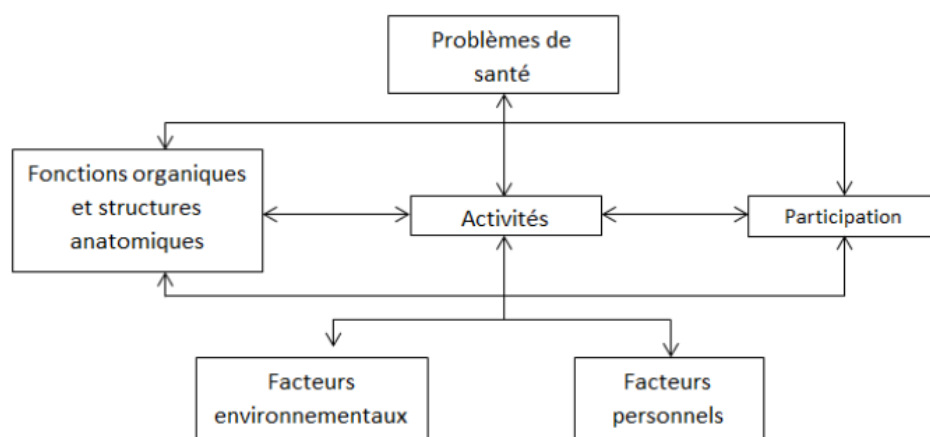 Problèmes de
santé
Fonctions organiques
et structures
anatomiques
Activités
Participation
Facteurs
environnementaux
Facteurs
personnels